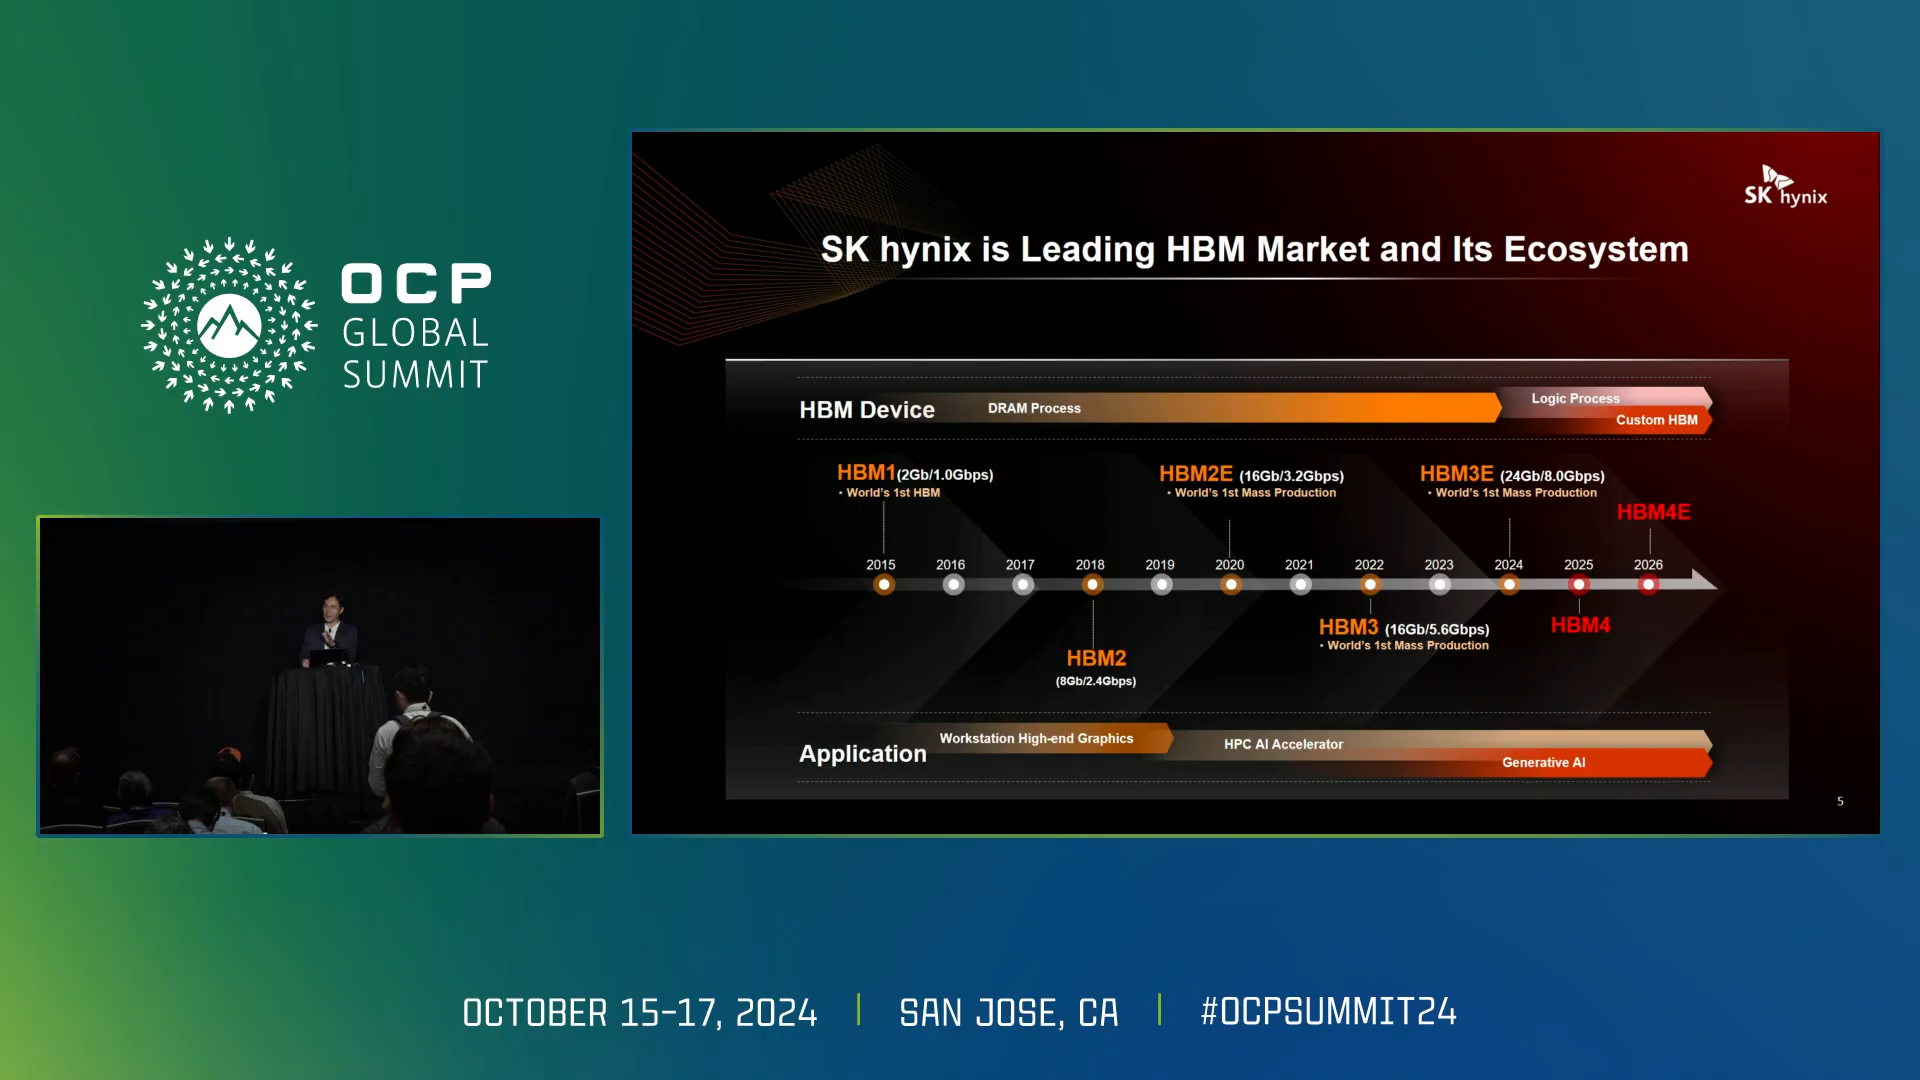 OCP
GLOBAL
SUMMIT
SK hynix
SK hynix is Leading HBM Market and Its Ecosystem
HBM Device
DRAM Process
Logic Process
Custom HBM
HBM1(2Gb/1.0Gbps)
• World's 1st HBM
HBM2E (16Gb/3.2Gbps)
• World's 1st Mass Production
HBM3E (24Gb/8.0Gbps)
• World's 1st Mass Production
HBM4E
2015 2016 2017 2018 2019 2020 2021 2022 2023 2024 2025 2026
HBM2
(8Gb/2.4Gbps)
HBM3 (16Gb/5.6Gbps)
• World's 1st Mass Production
HBM4
Application
Workstation High-end Graphics
HPC AI Accelerator
Generative AI
5
OCTOBER 15-17, 2024 | SAN JOSE, CA | #OCPSUMMIT24